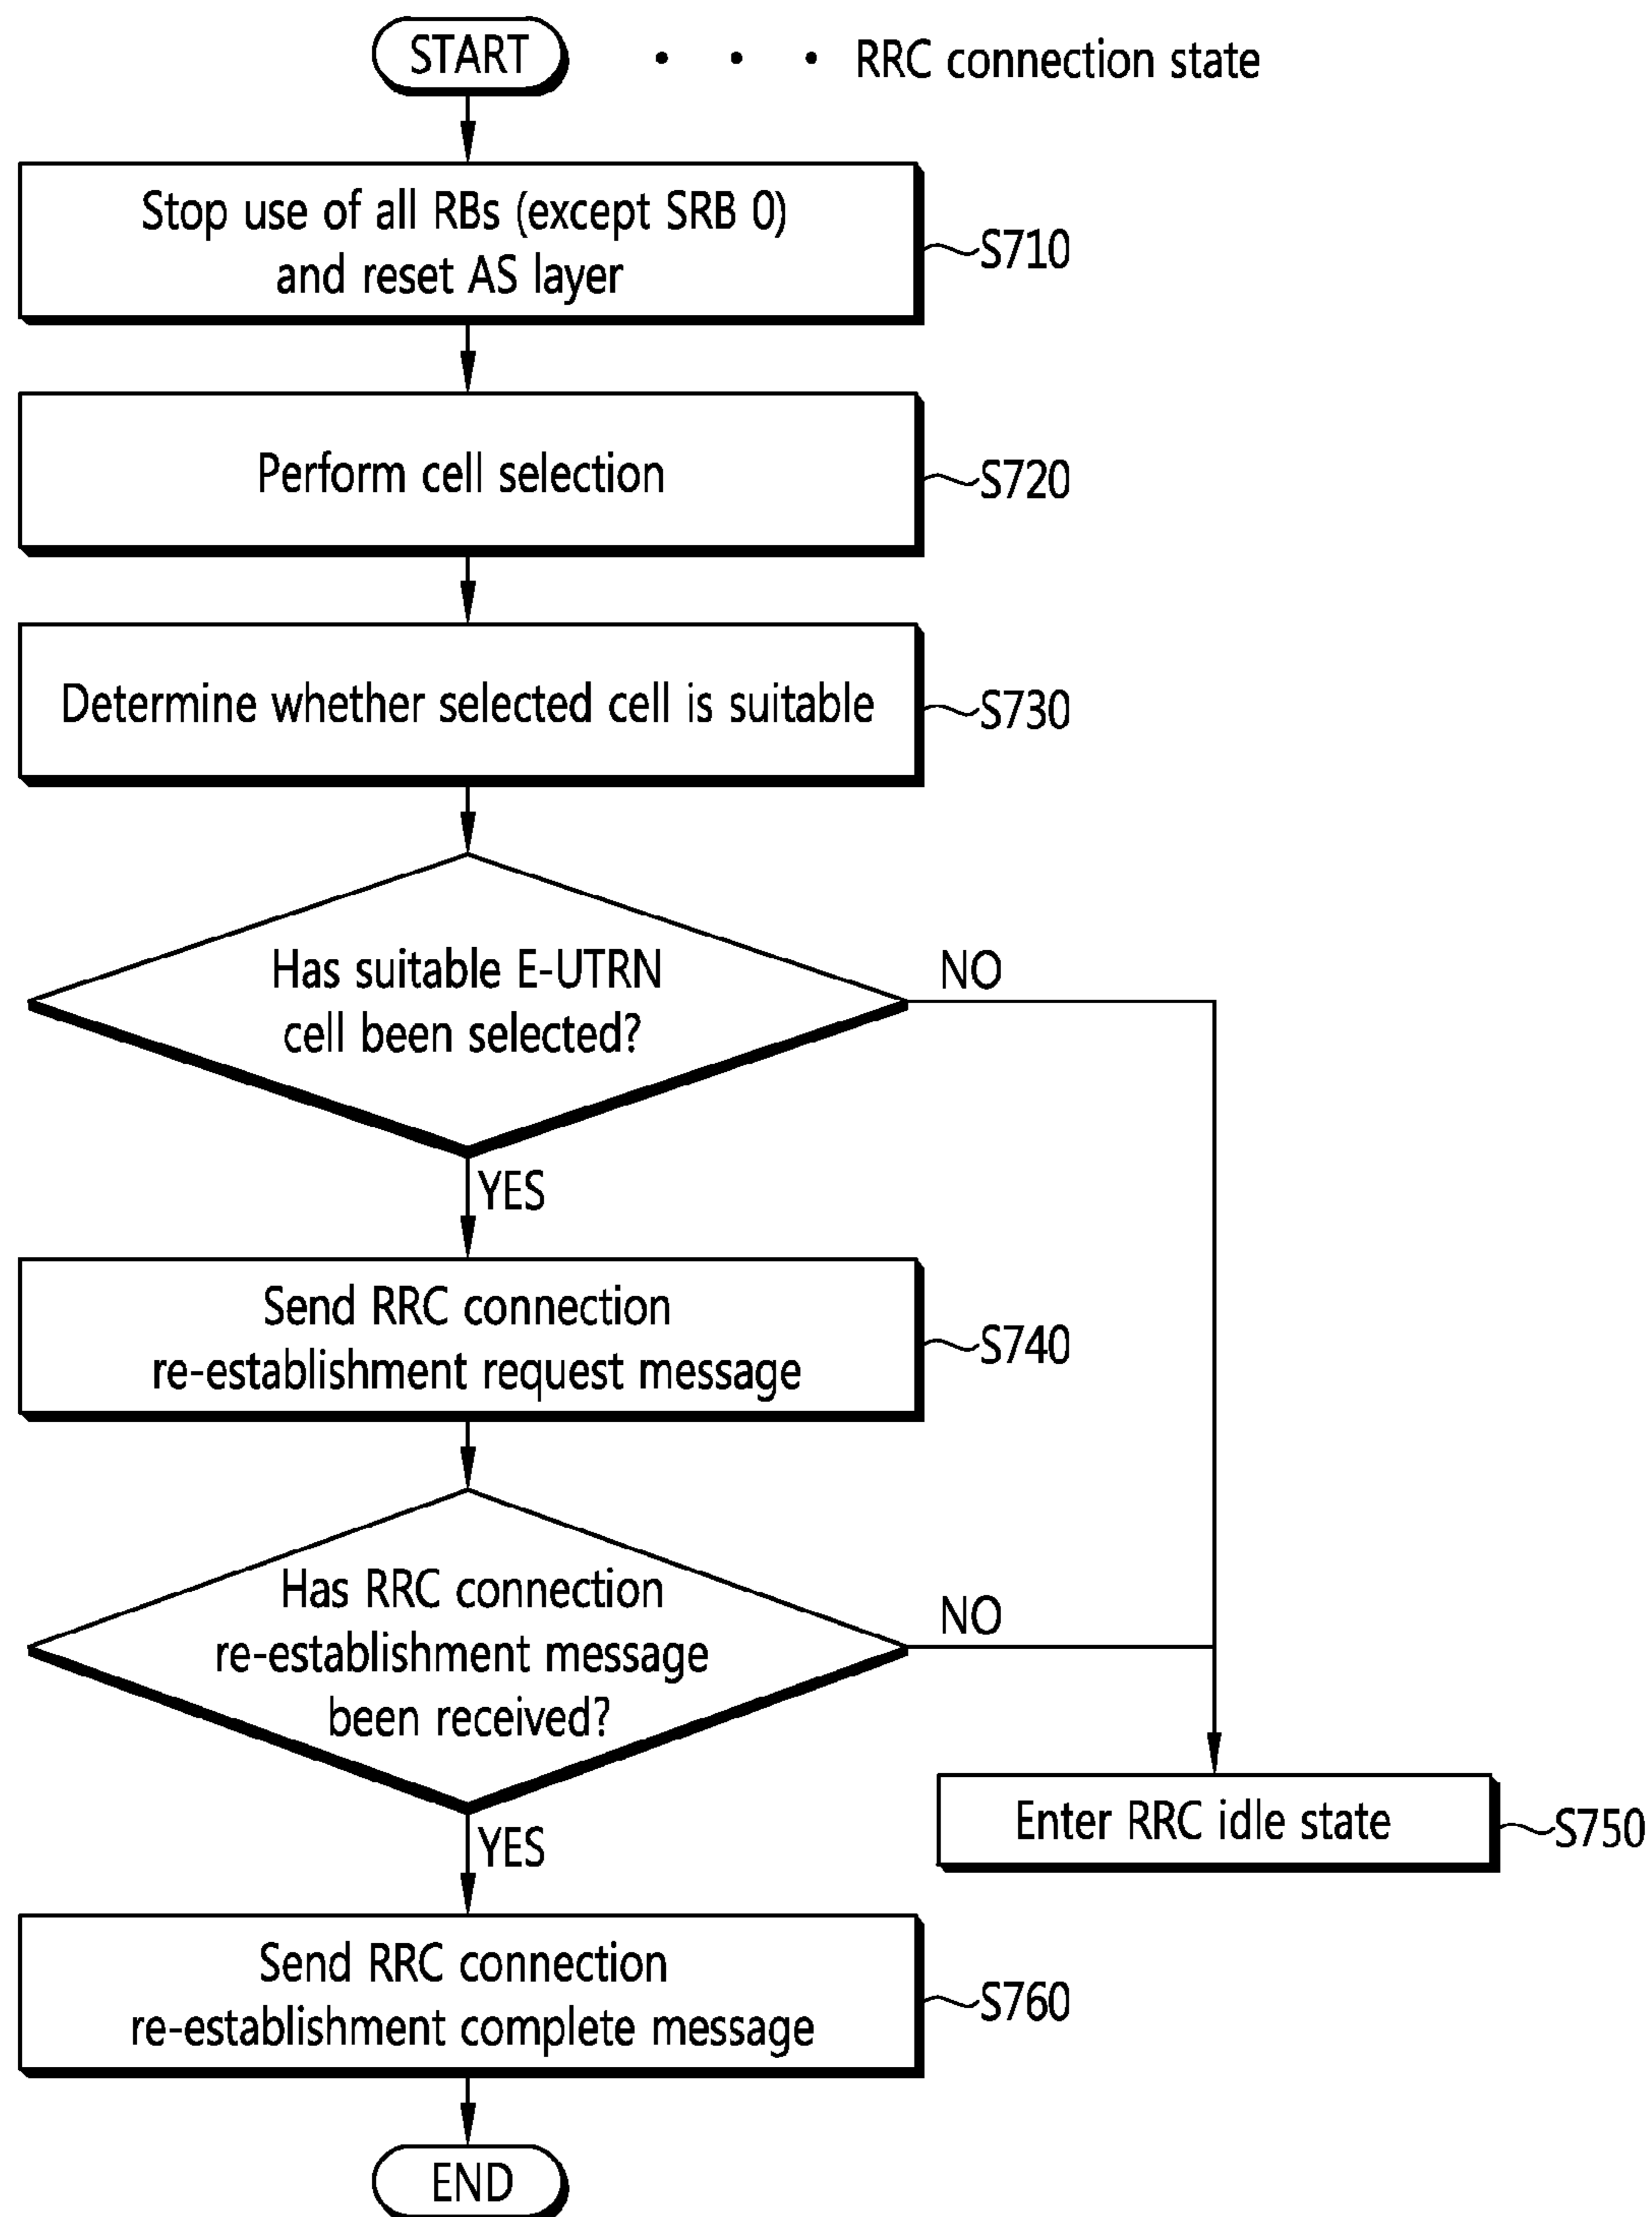 START
• • • RRC connection state
Stop use of all RBs (except SRB 0)
and reset AS layer
S710
Perform cell selection
S720
Determine whether selected cell is suitable
S730
Has suitable E-UTRN
cell been selected?
NO
YES
Send RRC connection
re-establishment request message
S740
Has RRC connection
re-establishment message
been received?
NO
YES
Enter RRC idle state
S750
Send RRC connection
re-establishment complete message
S760
END